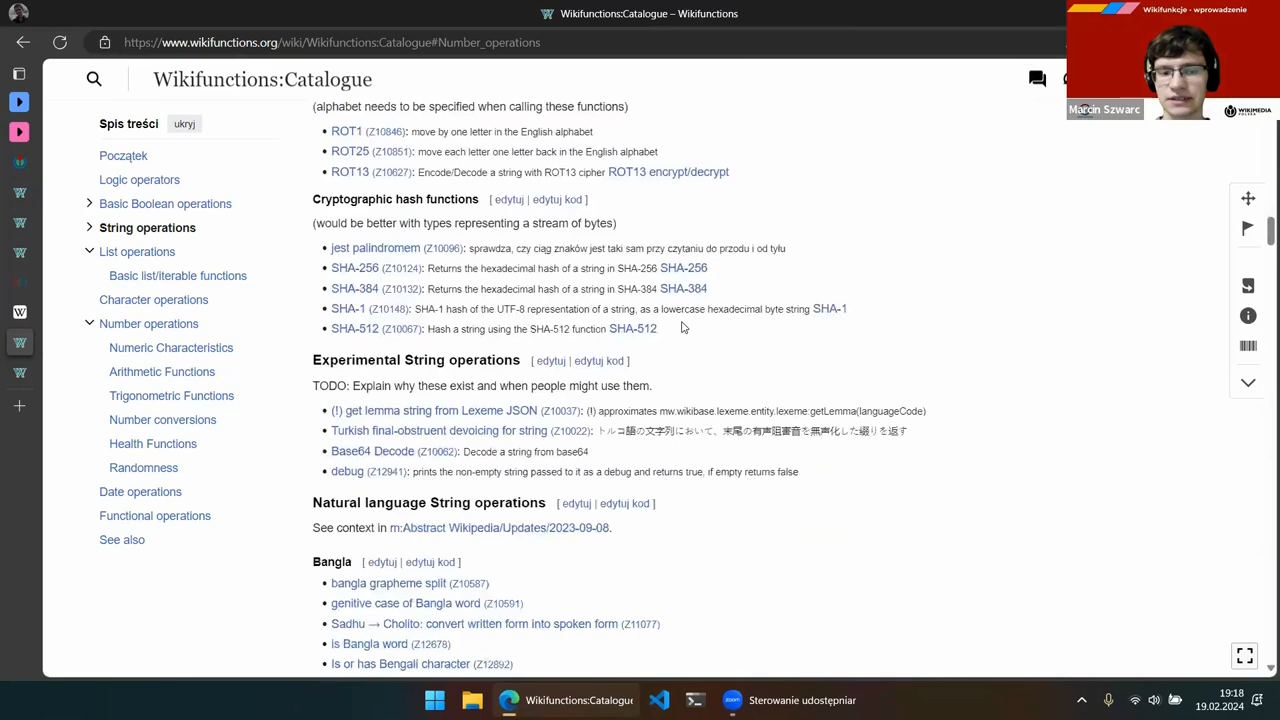 Wikifunctions:Catalogue – Wikifunctions
https://www.wikifunctions.org/wiki/Wikifunctions:Catalogue#Number_operations
Wikifunkcje - wprowadzenie
Marcin Szwarc
WIKIMEDIA
POLSKA
Wikifunctions:Catalogue
Spis treści ukryj
Początek
Logic operators
Basic Boolean operations
String operations
List operations
Basic list/iterable functions
Character operations
Number operations
Numeric Characteristics
Arithmetic Functions
Trigonometric Functions
Number conversions
Health Functions
Randomness
Date operations
Functional operations
See also
(alphabet needs to be specified when calling these functions)
• ROT1 (Z10846): move by one letter in the English alphabet
• ROT25 (Z10851): move each letter one letter back in the English alphabet
• ROT13 (Z10627): Encode/Decode a string with ROT13 cipher ROT13 encrypt/decrypt
Cryptographic hash functions [ edytuj | edytuj kod ]
(would be better with types representing a stream of bytes)
• jest palindromem (Z10096): sprawdza, czy ciąg znaków jest taki sam przy czytaniu do przodu i od tyłu
• SHA-256 (Z10124): Returns the hexadecimal hash of a string in SHA-256 SHA-256
• SHA-384 (Z10132): Returns the hexadecimal hash of a string in SHA-384 SHA-384
• SHA-1 (Z10148): SHA-1 hash of the UTF-8 representation of a string, as a lowercase hexadecimal byte string SHA-1
• SHA-512 (Z10067): Hash a string using the SHA-512 function SHA-512
Experimental String operations [ edytuj | edytuj kod ]
TODO: Explain why these exist and when people might use them.
• (!) get lemma string from Lexeme JSON (Z10037): (!) approximates mw.wikibase.lexeme.entity.lexeme:getLemma(languageCode)
• Turkish final-obstruent devoicing for string (Z10022): トルコ語の文字列において、末尾の有声阻害音を無声化した綴りを返す
• Base64 Decode (Z10062): Decode a string from base64
• debug (Z12941): prints the non-empty string passed to it as a debug and returns true, if empty returns false
Natural language String operations [ edytuj | edytuj kod ]
See context in m:Abstract Wikipedia/Updates/2023-09-08.
Bangla [ edytuj | edytuj kod ]
• bangla grapheme split (Z10587)
• genitive case of Bangla word (Z10591)
• Sadhu → Cholito: convert written form into spoken form (Z11077)
• is Bangla word (Z12678)
• Is or has Bengali character (Z12892)
Wikifunctions:Catalogue
zoom
Sterowanie udostępniar
19:18
19.02.2024